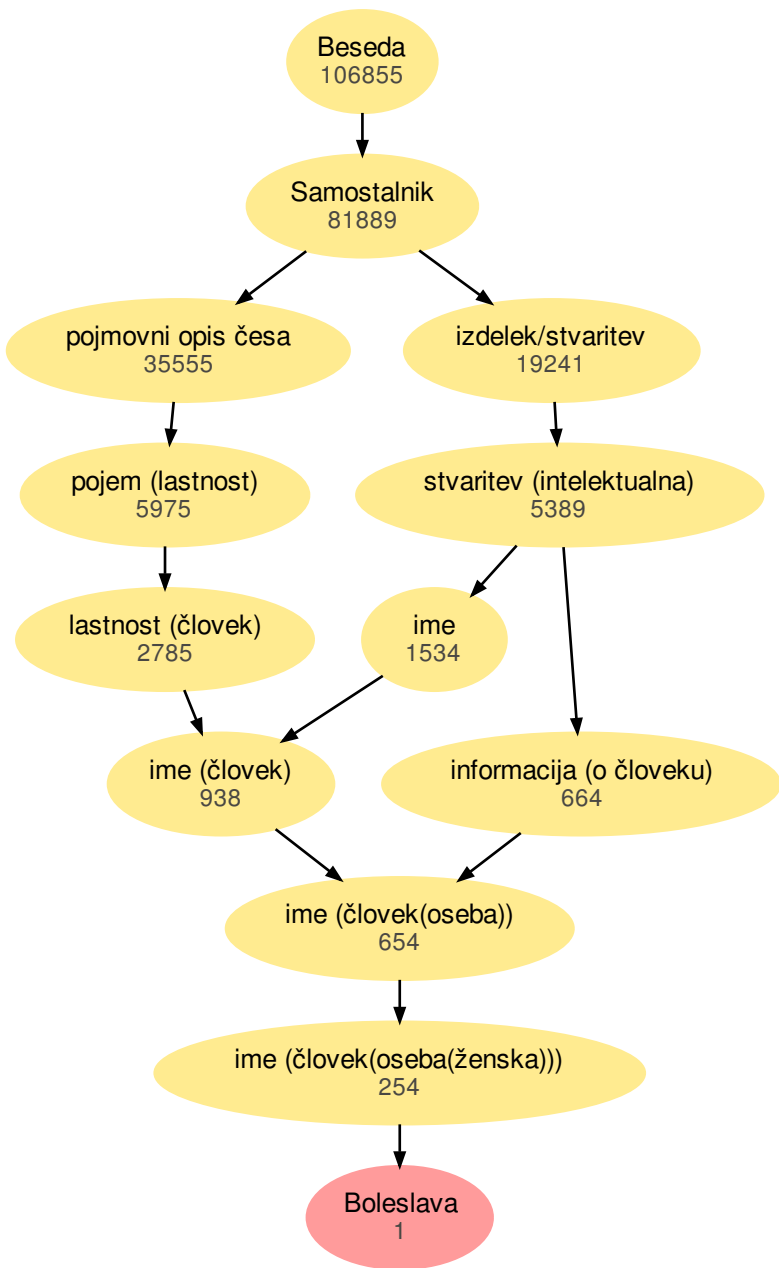 Beseda
106855
Samostalnik
81889
pojmovni opis česa
35555
izdelek/stvaritev
19241
pojem (lastnost)
5975
stvaritev (intelektualna)
5389
lastnost (človek)
2785
ime
1534
ime (človek)
938
informacija (o človeku)
664
ime (človek(oseba))
654
ime (človek(oseba(ženska)))
254
Boleslava
1